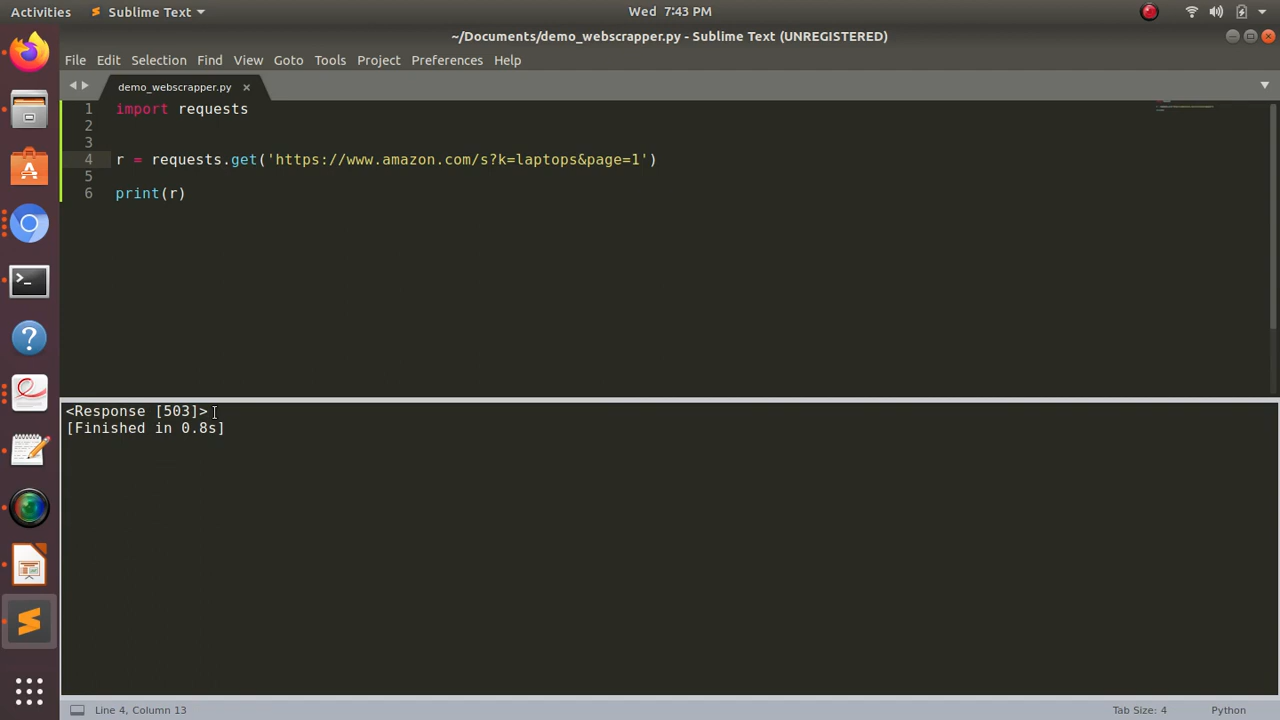 Activities
Sublime Text
Wed 7:43 PM
~/Documents/demo_webscrapper.py - Sublime Text (UNREGISTERED)
File Edit Selection Find View Goto Tools Project Preferences Help
demo_webscrapper.py ×
1 import requests
2
3
4 r = requests.get('https://www.amazon.com/s?k=laptops&page=1')
5
6 print(r)
<Response [503]>
[Finished in 0.8s]
Line 4, Column 13
Tab Size: 4
Python